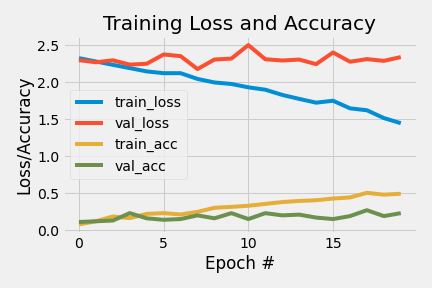 Training Loss and Accuracy
2.5
2.0
1.5
1.0
0.5
0.0
Loss/Accuracy
train_loss
val_loss
train_acc
val_acc
0 5 10 15
Epoch #